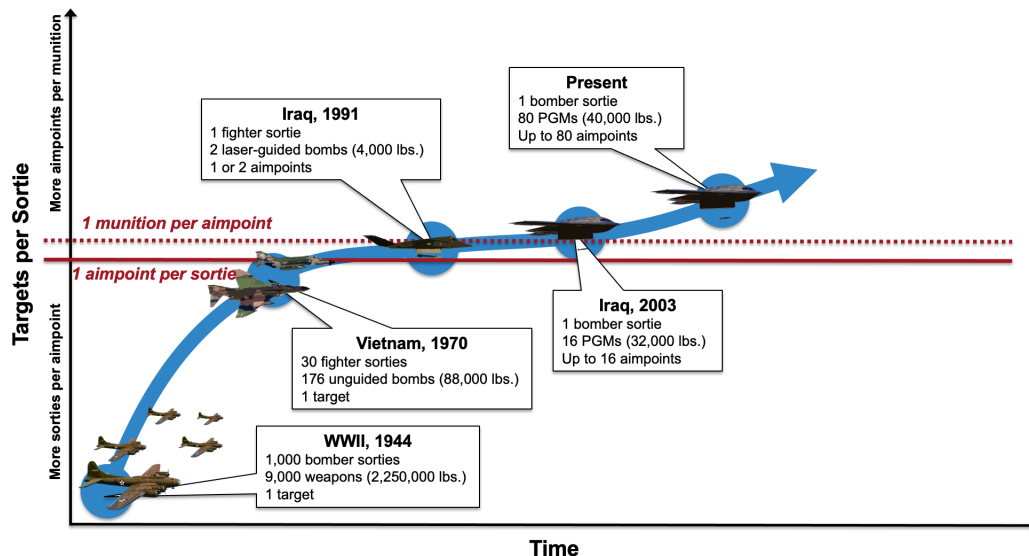 More aimpoints per munition
Targets per Sortie
More sorties per aimpoint
Present
1 bomber sortie
80 PGMs (40,000 lbs.)
Up to 80 aimpoints
Iraq, 1991
1 fighter sortie
2 laser-guided bombs (4,000 lbs.)
1 or 2 aimpoints
1 munition per aimpoint
1 aimpoint per sortie
Iraq, 2003
1 bomber sortie
16 PGMs (32,000 lbs.)
Up to 16 aimpoints
Vietnam, 1970
30 fighter sorties
176 unguided bombs (88,000 lbs.)
1 target
WWII, 1944
1,000 bomber sorties
9,000 weapons (2,250,000 lbs.)
1 target
Time